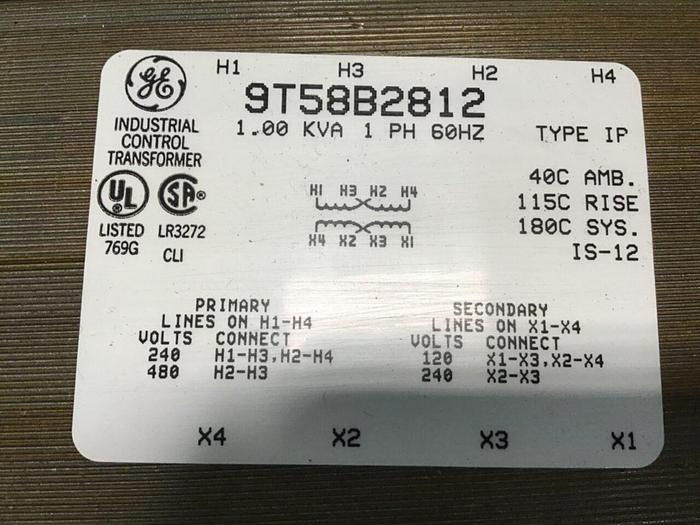 H1 H3 H2 H4
GE
9T58B2812
1.00 KVA 1 PH 60HZ TYPE IP
INDUSTRIAL
CONTROL
TRANSFORMER
UL SA®
LISTED LR3272
769G CLI
40C AMB.
115C RISE
180C SYS.
IS-12
H1 H3 H2 H4
X4 X2 X3 X1
PRIMARY
LINES ON H1-H4
VOLTS CONNECT
240 H1-H3,H2-H4
480 H2-H3
SECONDARY
LINES ON X1-X4
VOLTS CONNECT
120 X1-X3,X2-X4
240 X2-X3
X4 X2 X3 X1